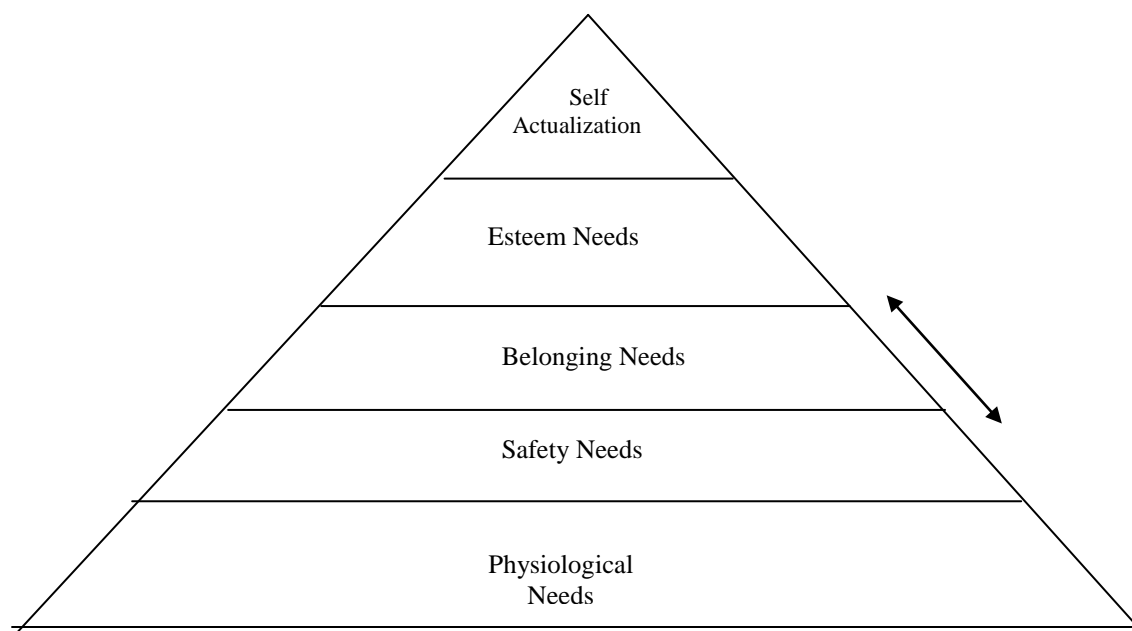 Self
Actualization
Esteem Needs
Belonging Needs
Safety Needs
Physiological
Needs